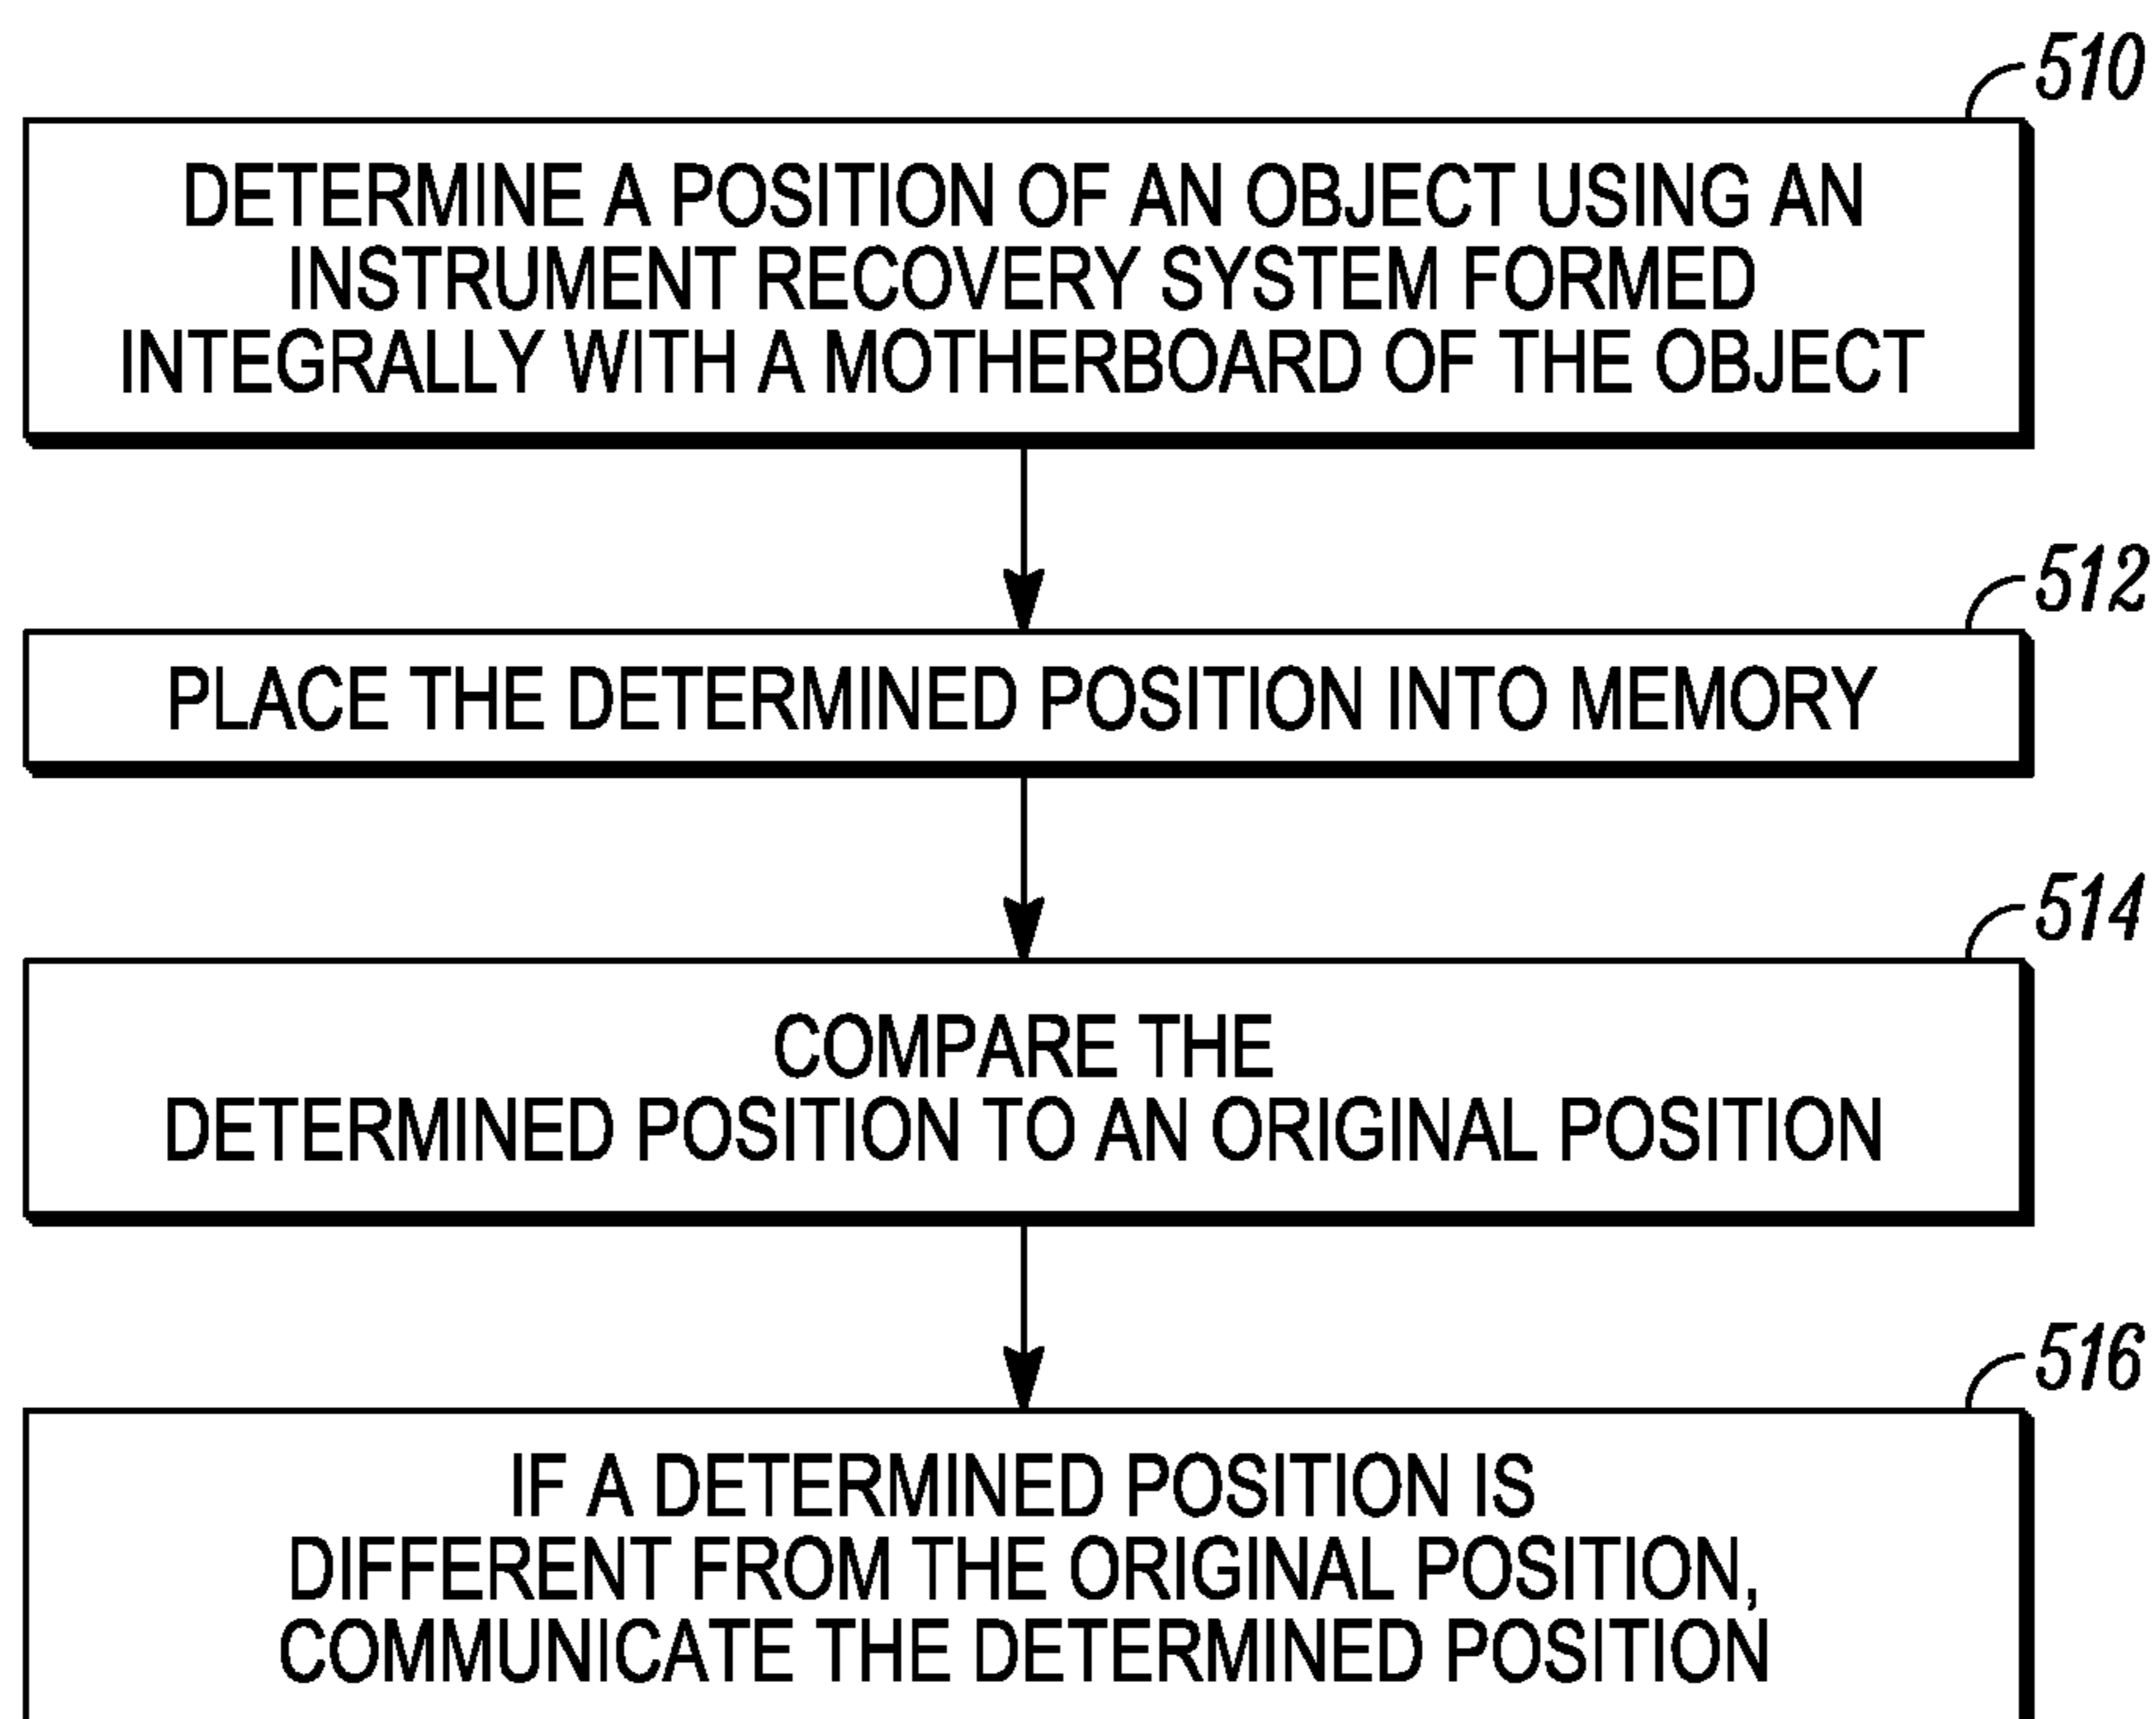 510
DETERMINE A POSITION OF AN OBJECT USING AN
INSTRUMENT RECOVERY SYSTEM FORMED
INTEGRALLY WITH A MOTHERBOARD OF THE OBJECT
512
PLACE THE DETERMINED POSITION INTO MEMORY
514
COMPARE THE
DETERMINED POSITION TO AN ORIGINAL POSITION
516
IF A DETERMINED POSITION IS
DIFFERENT FROM THE ORIGINAL POSITION,
COMMUNICATE THE DETERMINED POSITION